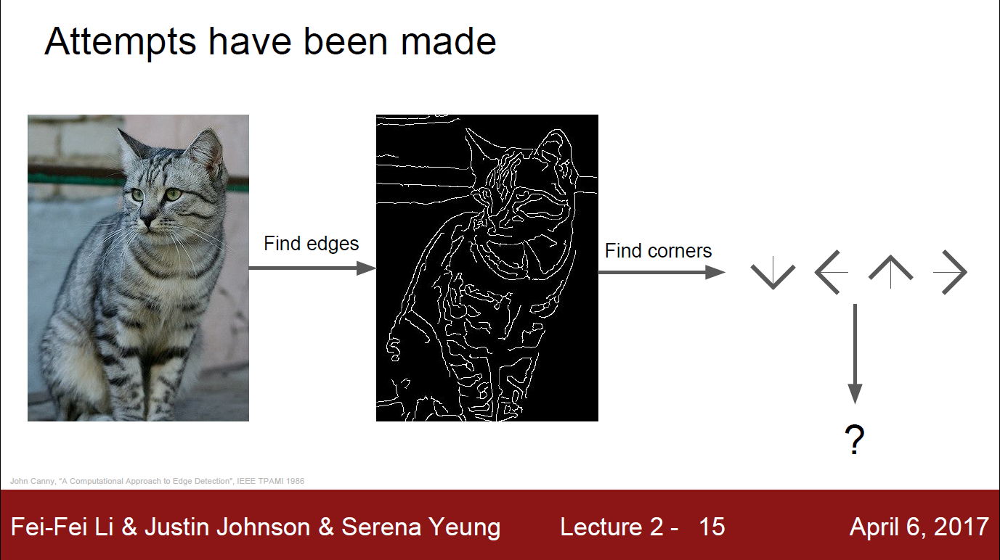 Attempts have been made
Find edges
Find corners
?
John Canny, “A Computational Approach to Edge Detection”, IEEE TPAMI 1986
Fei-Fei Li & Justin Johnson & Serena Yeung Lecture 2 - 15 April 6, 2017